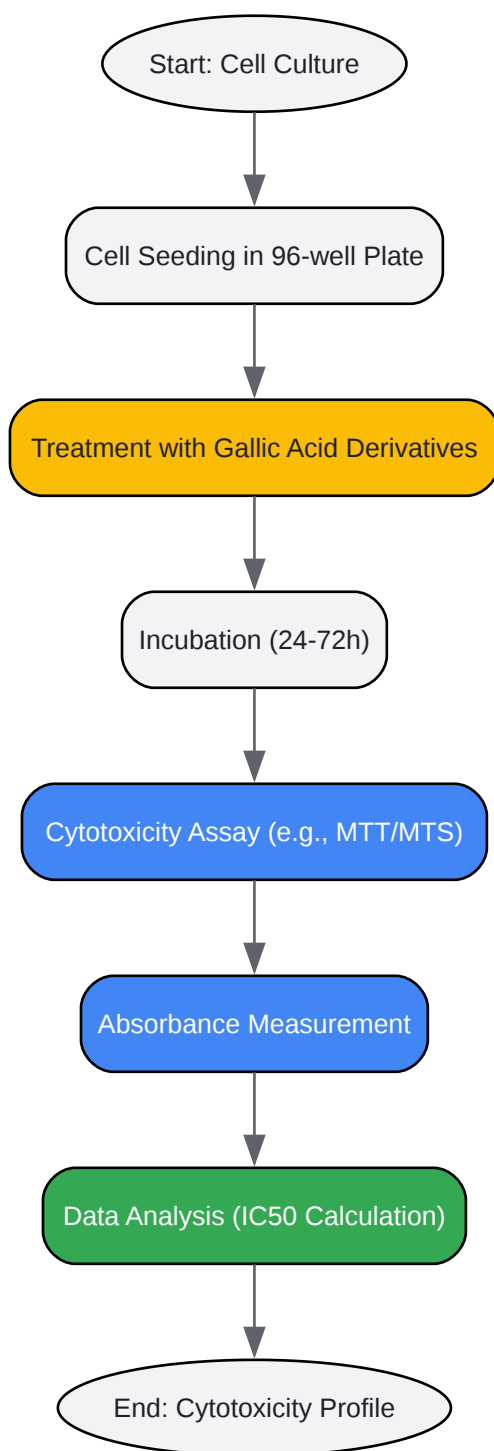 Start: Cell Culture
Cell Seeding in 96-well Plate
Treatment with Gallic Acid Derivatives
Incubation (24-72h)
Cytotoxicity Assay (e.g., MTT/MTS)
Absorbance Measurement
Data Analysis (IC50 Calculation)
End: Cytotoxicity Profile